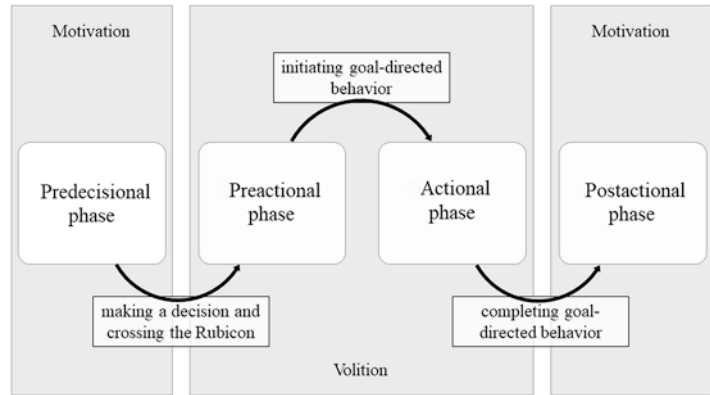 Motivation
Motivation
initiating goal-directed
behavior
Predecisional
phase
Preactional
phase
Actional
phase
Postactional
phase
making a decision and
crossing the Rubicon
completing goal-
directed behavior
Volition